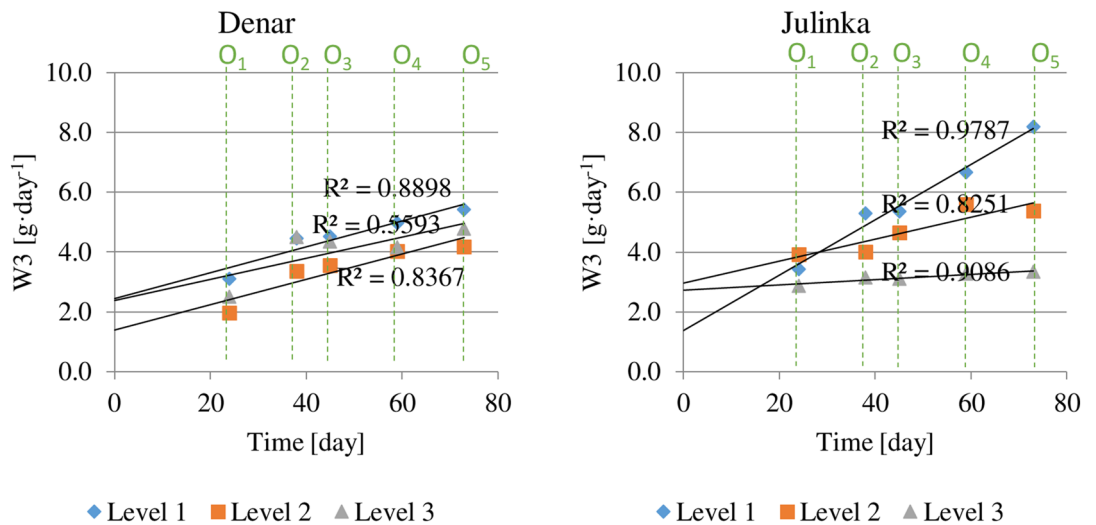 Denar
O₁ O₂ O₃ O₄ O₅
10.0
8.0
6.0
4.0
2.0
0.0
W3 [g·day⁻¹]
R² = 0.8898
R² = 0.5593
R² = 0.8367
0 20 40 60 80
Time [day]
Level 1 Level 2 Level 3
Julinka
O₁ O₂ O₃ O₄ O₅
10.0
8.0
6.0
4.0
2.0
0.0
W3 [g·day⁻¹]
R² = 0.9787
R² = 0.8251
R² = 0.9086
0 20 40 60 80
Time [day]
Level 1 Level 2 Level 3